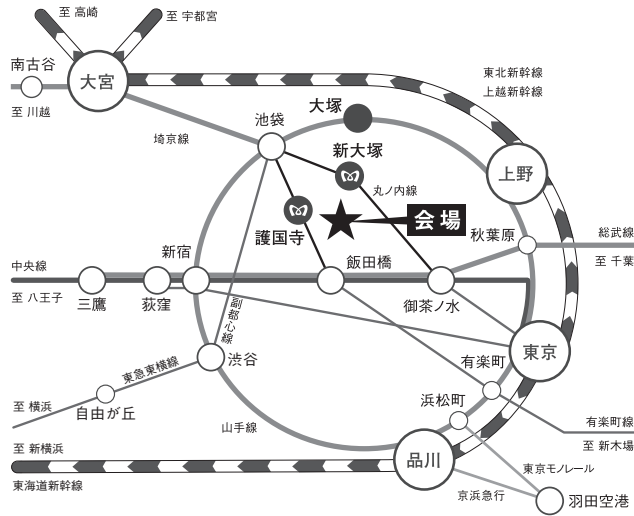 至 高崎
至 宇都宮
南古谷
大宮
至 川越
東北新幹線
上越新幹線
池袋
大塚
埼京線
新大塚
丸ノ内線
上野
護国寺
会場
秋葉原
総武線
至 千葉
新宿
飯田橋
中央線
至 八王子
三鷹
荻窪
御茶ノ水
副都心線
東京
渋谷
有楽町
東急東横線
至 横浜
自由が丘
浜松町
有楽町線
至 新木場
山手線
至 新横浜
品川
東京モノレール
東海道新幹線
京浜急行
羽田空港